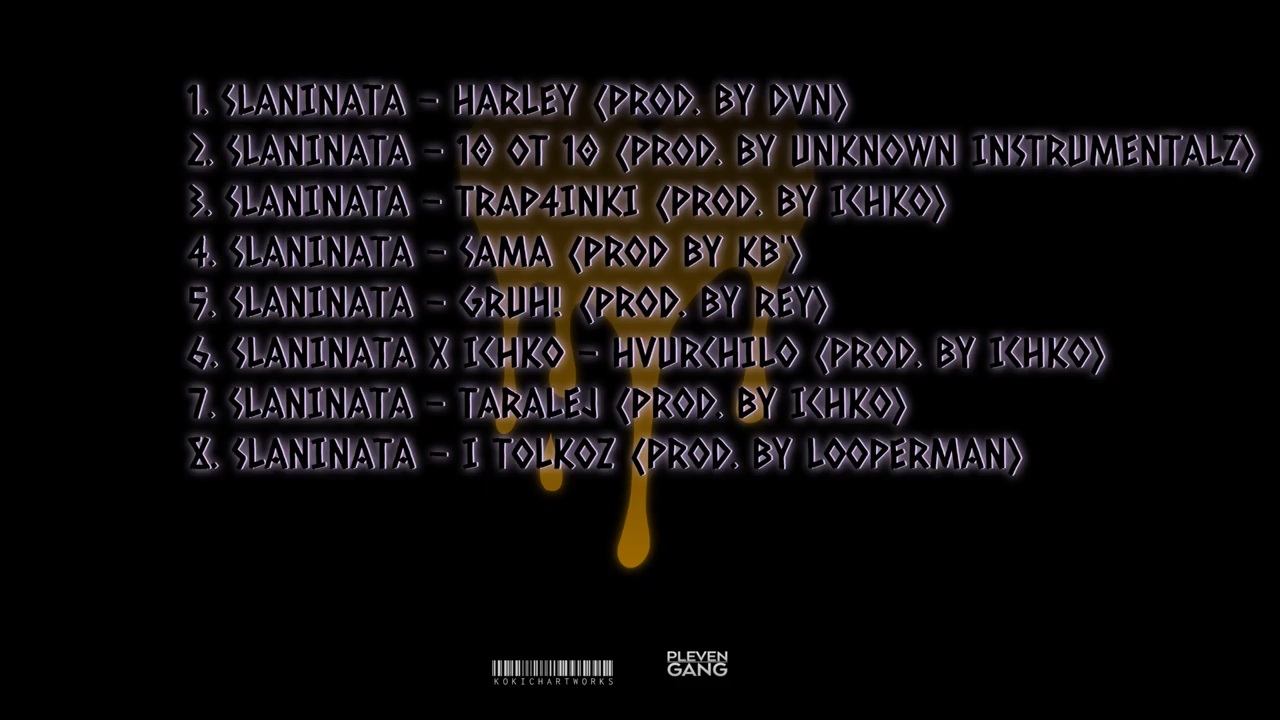 1. SLANINATA - HARLEY (PROD. BY DVN)
2. SLANINATA - 10 OT 10 (PROD. BY UNKNOWN INSTRUMENTALZ)
3. SLANINATA - TRAP4INKI (PROD. BY ICHKO)
4. SLANINATA - SAMA (PROD BY KB')
5. SLANINATA - GRUH! (PROD. BY REY)
6. SLANINATA X ICHKO - HVURCHILO (PROD. BY ICHKO)
7. SLANINATA - TARALEJ (PROD. BY ICHKO)
8. SLANINATA - I TOLKOZ (PROD. BY LOOPERMAN)
KOKICHARTWORKS
PLEVEN
GANG